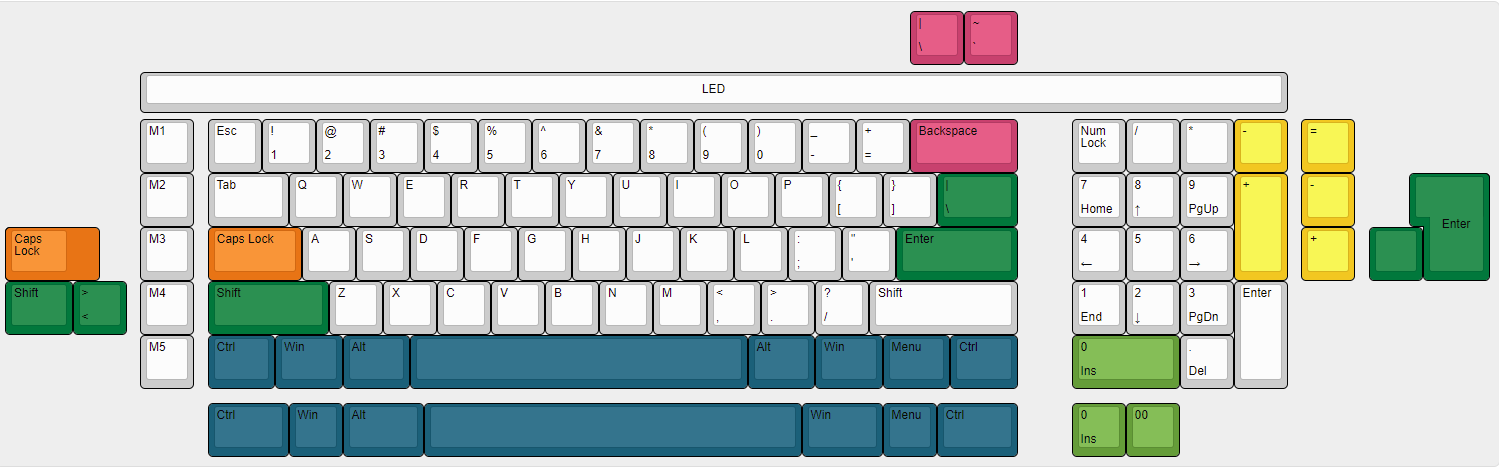 | ~
\ `
LED
M1 Esc ! @ # $ % ^ & * ( ) _ + Backspace Num Lock / * - =
1 2 3 4 5 6 7 8 9 0 - =
M2 Tab Q W E R T Y U I O P { } | 7 8 9 + -
[ ] \ Home ↑ PgUp Enter
Caps Lock M3 Caps Lock A S D F G H J K L : " Enter 4 5 6 +
; ' ← →
Shift > M4 Shift Z X C V B N M < > ? Shift 1 2 3 Enter
< , . / End ↓ PgDn
M5 Ctrl Win Alt Alt Win Menu Ctrl 0 .
Ins Del
Ctrl Win Alt Win Menu Ctrl 0 00
Ins